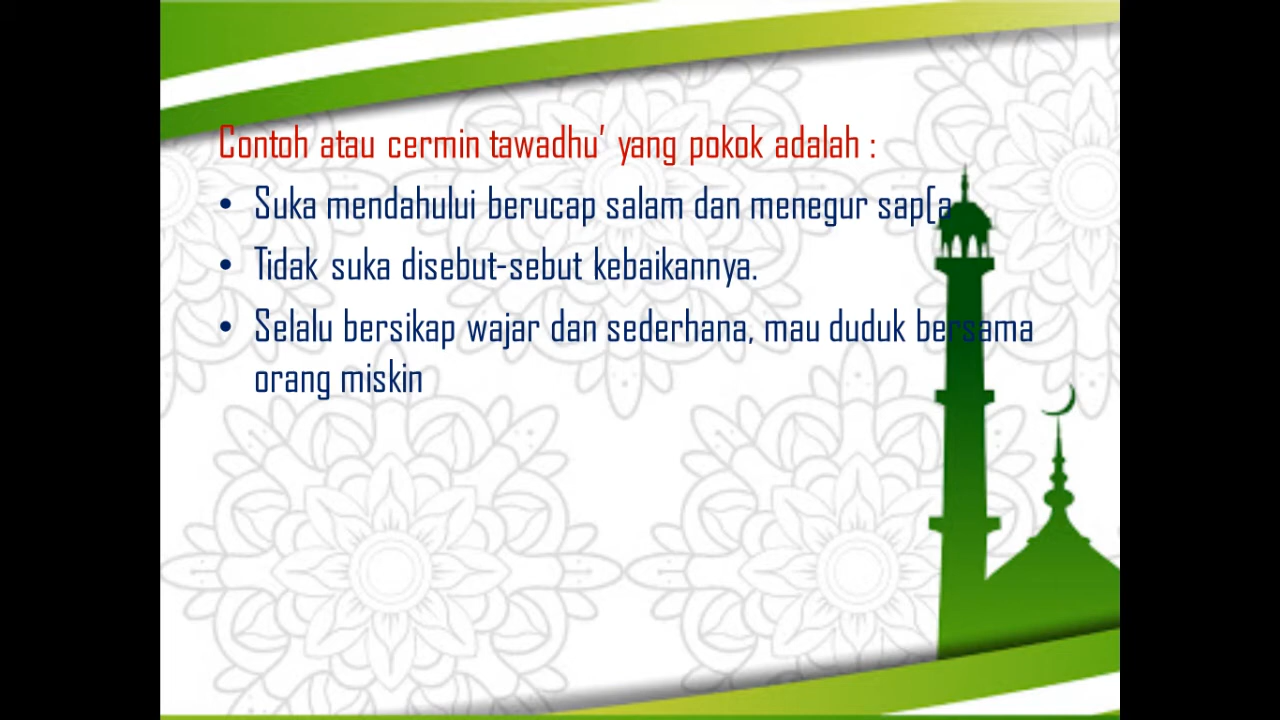 Contoh atau cermin tawadhu’ yang pokok adalah :
• Suka mendahului berucap salam dan menegur sap(a
• Tidak suka disebut-sebut kebaikannya.
• Selalu bersikap wajar dan sederhana, mau duduk bersama
orang miskin